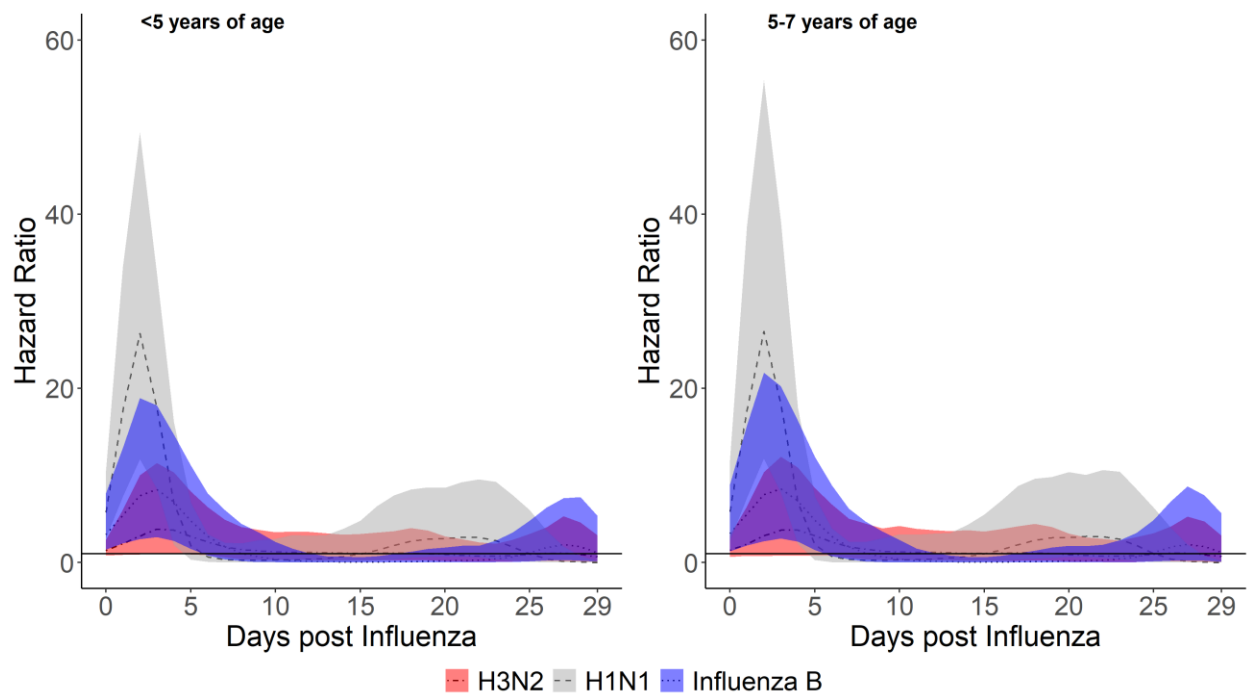 <5 years of age
Hazard Ratio
60
40
20
0
0 5 10 15 20 25 29
Days post Influenza
5-7 years of age
Hazard Ratio
60
40
20
0
0 5 10 15 20 25 29
Days post Influenza
H3N2 H1N1 Influenza B